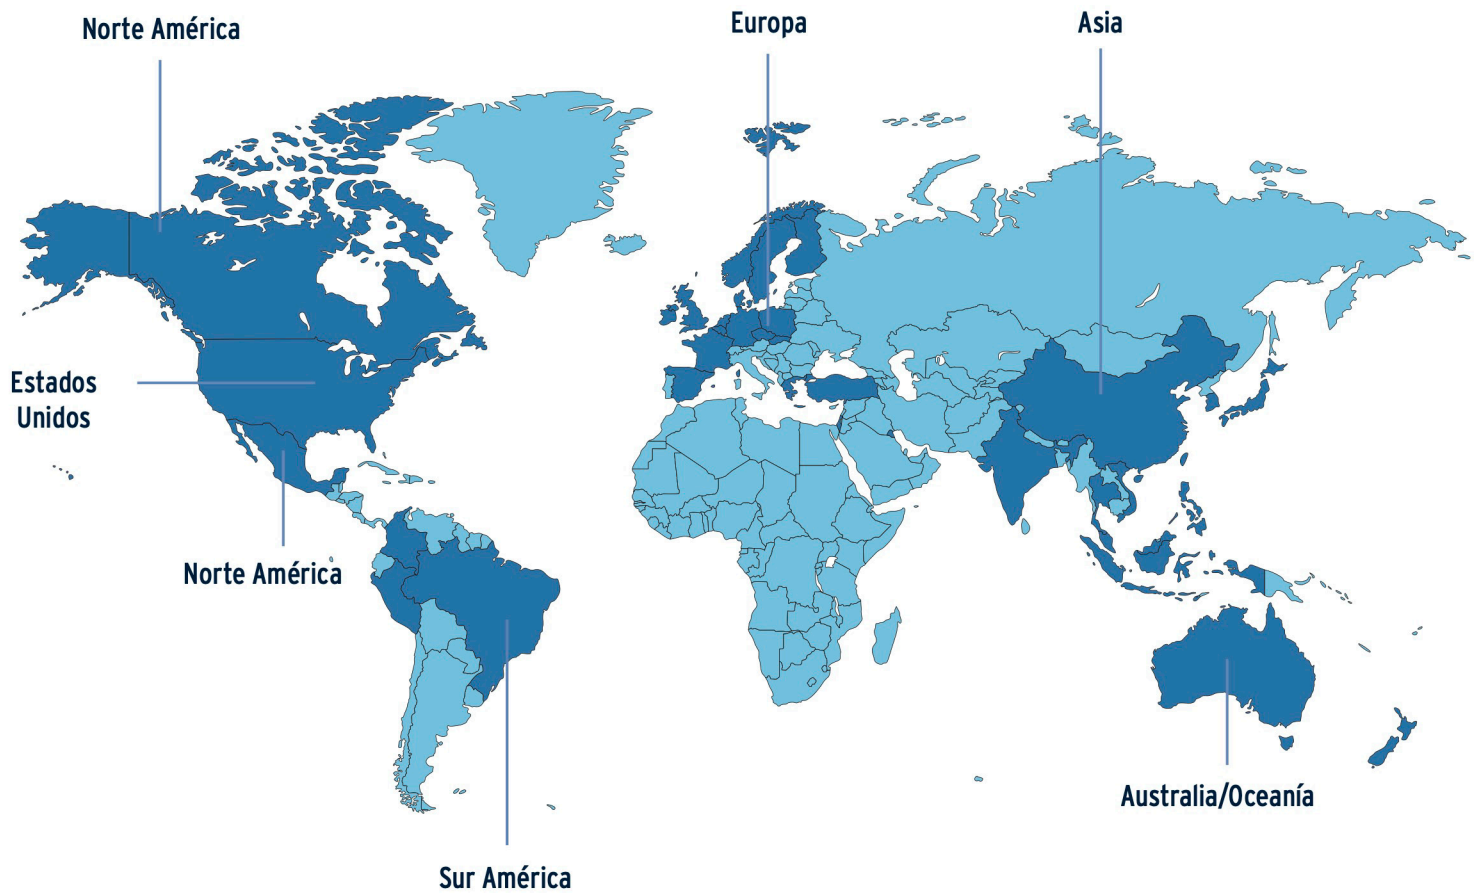 Norte América
Europa
Asia
Estados
Unidos
Norte América
Australia/Oceanía
Sur América